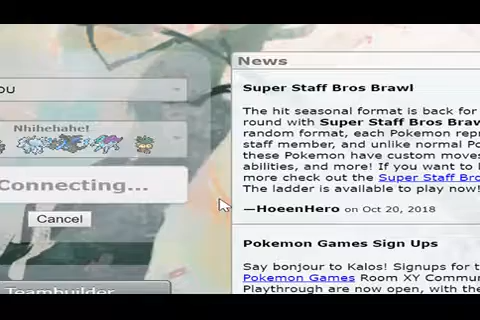 OU
Nhihehahe!
Connecting...
Cancel
Teambuilder
News
Super Staff Bros Brawl
The hit seasonal format is back for
round with Super Staff Bros Braw
random format, each Pokemon repr
staff member, and unlike normal Po
these Pokemon have custom moves
abilities, and more! If you want to l
more check out the Super Staff Bro
The ladder is available to play now!
—HoeenHero on Oct 20, 2018
Pokemon Games Sign Ups
Say bonjour to Kalos! Signups for t
Pokemon Games Room XY Commun
Playthrough are now open, with the